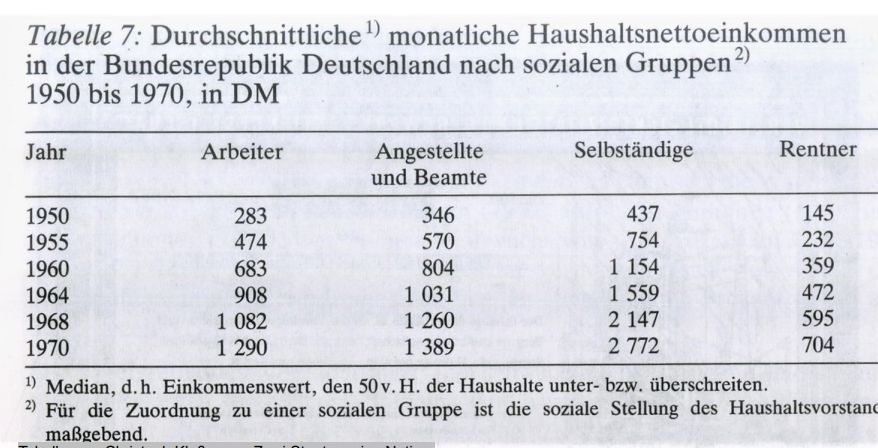 Tabelle 7: Durchschnittliche 1) monatliche Haushaltsnettoeinkommen
in der Bundesrepublik Deutschland nach sozialen Gruppen 2)
1950 bis 1970, in DM
Jahr Arbeiter Angestellte und Beamte Selbständige Rentner
1950 283 346 437 145
1955 474 570 754 232
1960 683 804 1 154 359
1964 908 1 031 1 559 472
1968 1 082 1 260 2 147 595
1970 1 290 1 389 2 772 704
1) Median, d. h. Einkommenswert, den 50 v. H. der Haushalte unter- bzw. überschreiten.
2) Für die Zuordnung zu einer sozialen Gruppe ist die soziale Stellung des Haushaltsvorstand
maßgebend.